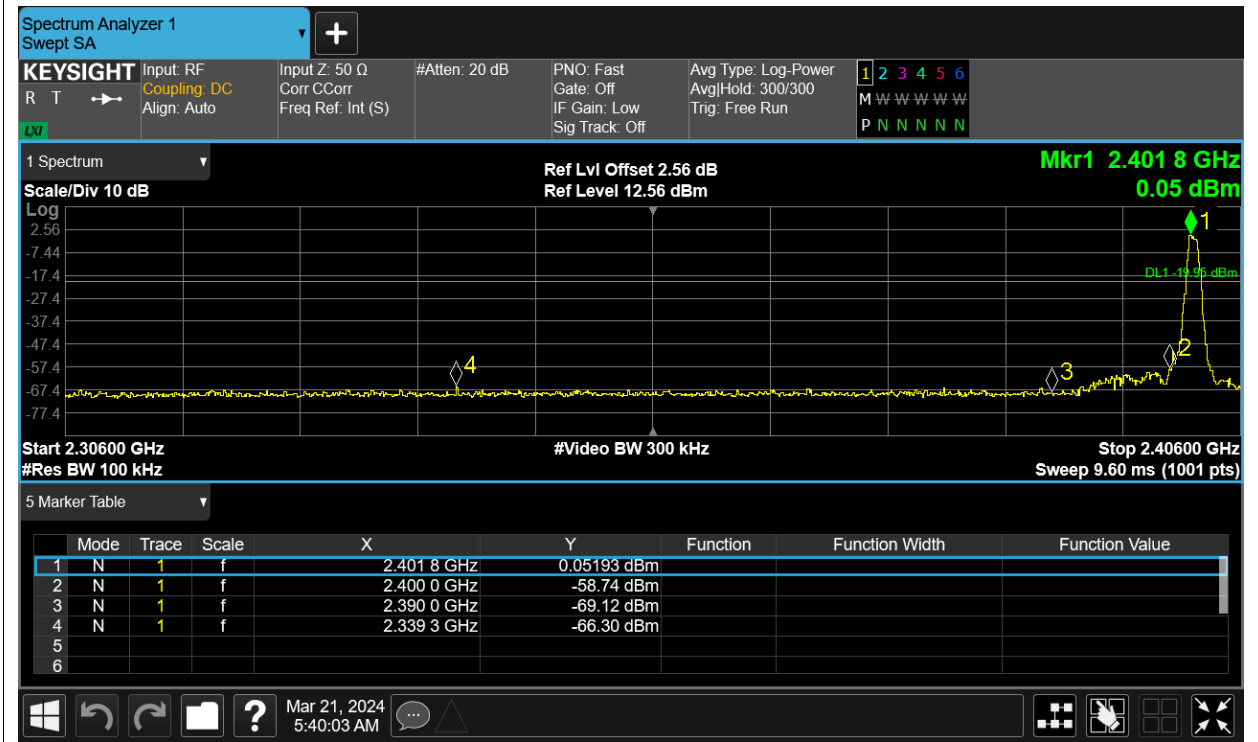 Spectrum Analyzer 1
Swept SA
KEYSIGHT
R T
LXI
Input: RF
Coupling: DC
Align: Auto
Input Z: 50 Ω
Corr CCorr
Freq Ref: Int (S)
#Atten: 20 dB
PNO: Fast
Gate: Off
IF Gain: Low
Sig Track: Off
Avg Type: Log-Power
Avg|Hold: 300/300
Trig: Free Run
1 2 3 4 5 6
M W W W W W
P N N N N N
1 Spectrum
Scale/Div 10 dB
Ref Lvl Offset 2.56 dB
Ref Level 12.56 dBm
Mkr1 2.401 8 GHz
0.05 dBm
Log
2.56
-7.44
-17.4
-27.4
-37.4
-47.4
-57.4
-67.4
-77.4
1
DL1 -19.95 dBm
2
3
4
Start 2.30600 GHz
#Video BW 300 kHz
Stop 2.40600 GHz
#Res BW 100 kHz
Sweep 9.60 ms (1001 pts)
5 Marker Table
Mode Trace Scale X Y Function Function Width Function Value
1 N 1 f 2.401 8 GHz 0.05193 dBm
2 N 1 f 2.400 0 GHz -58.74 dBm
3 N 1 f 2.390 0 GHz -69.12 dBm
4 N 1 f 2.339 3 GHz -66.30 dBm
5
6
?
Mar 21, 2024
5:40:03 AM